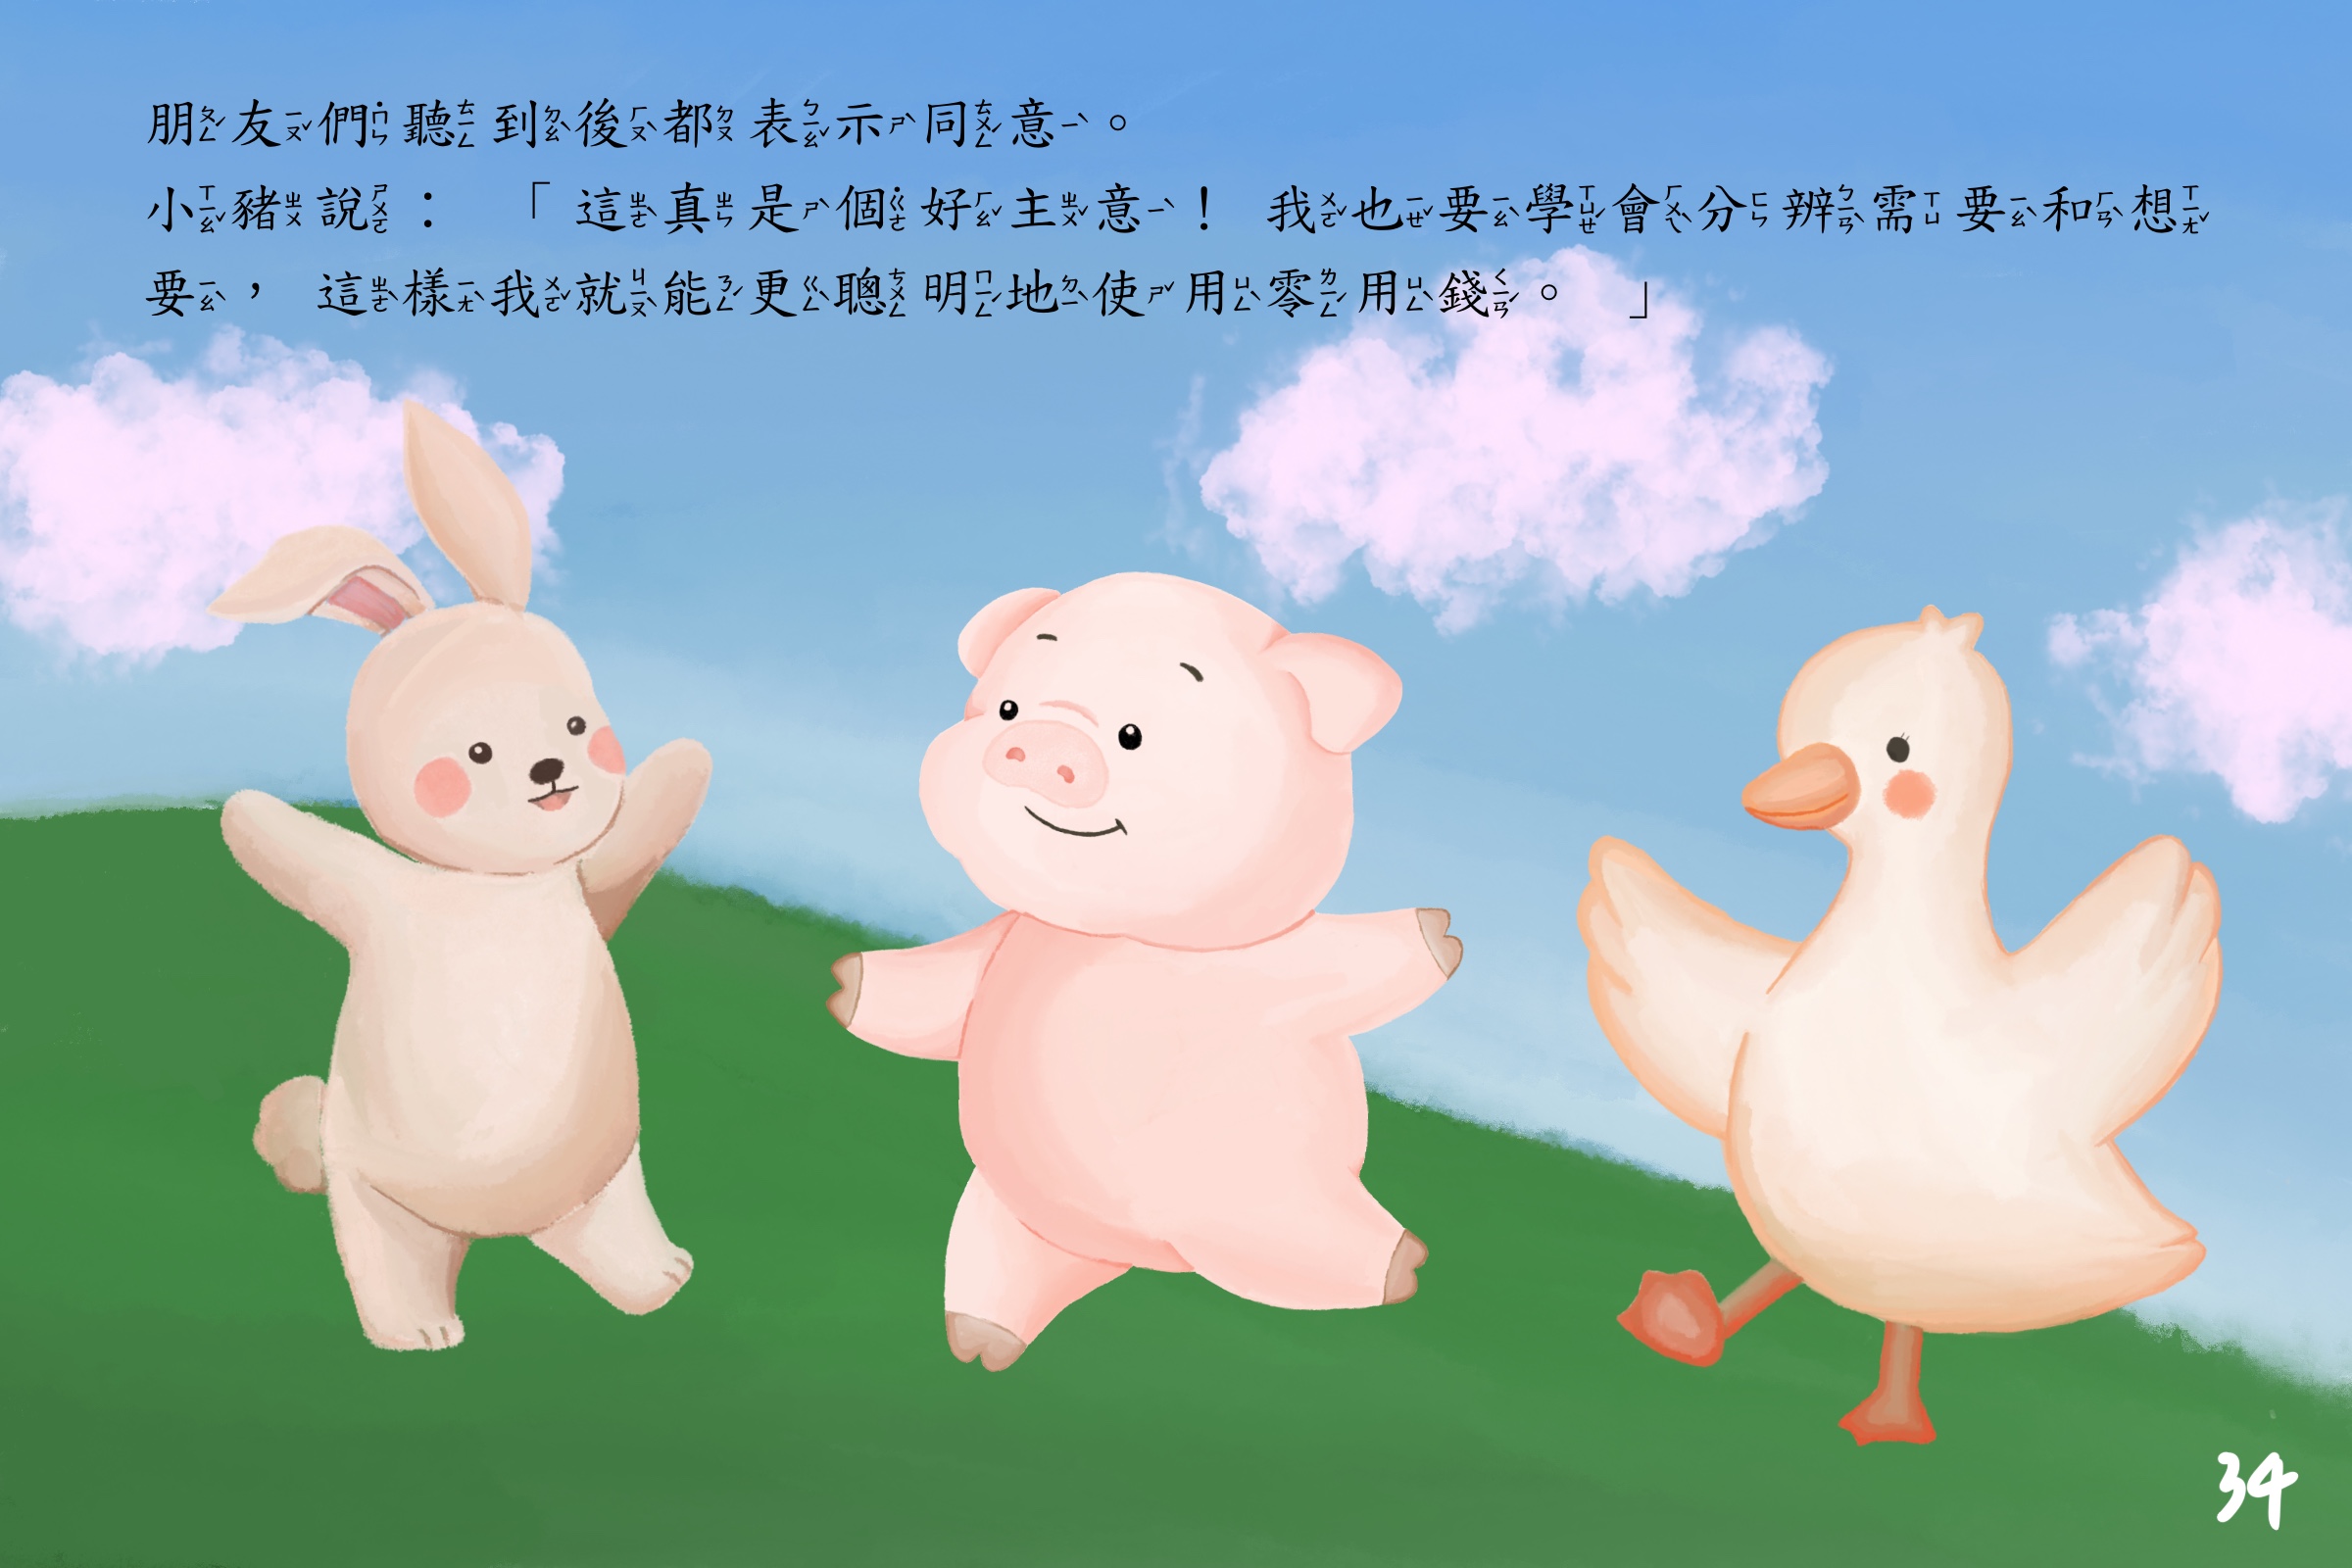 朋友們聽到後都表示同意。
小豬說：「這真是個好主意！我也要學會分辨需要和想
要，這樣我就能更聰明地使用零用錢。」
34